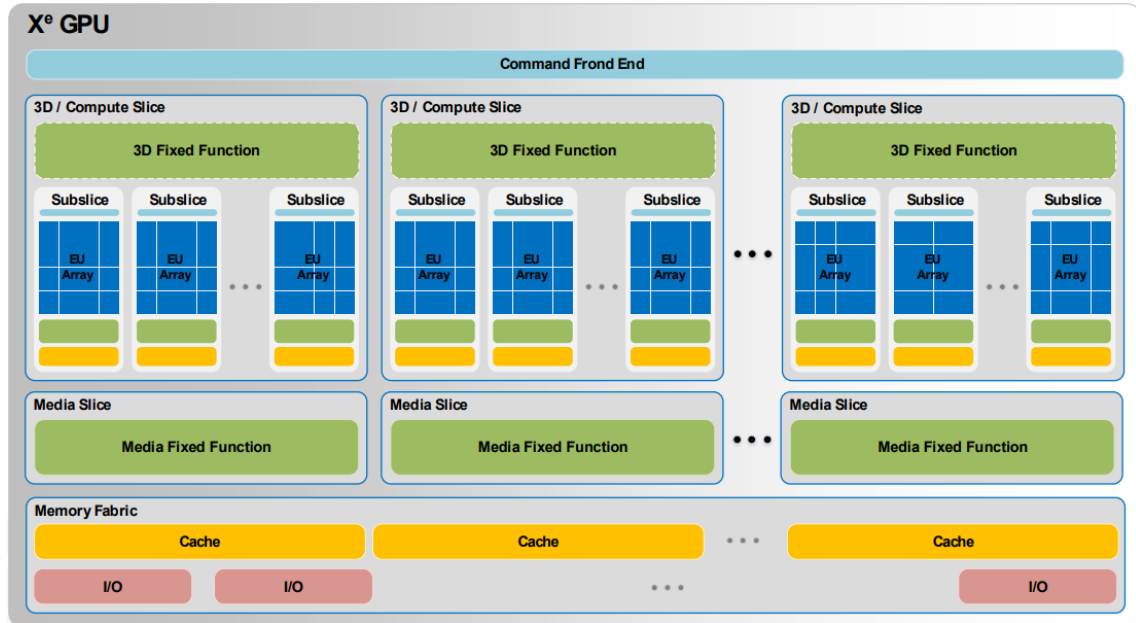 Xe GPU
Command Frond End
3D / Compute Slice 3D / Compute Slice 3D / Compute Slice
3D Fixed Function 3D Fixed Function 3D Fixed Function
Subslice Subslice Subslice Subslice Subslice Subslice Subslice Subslice Subslice
EU EU EU EU EU EU EU EU EU
Array Array Array Array Array Array Array Array Array
Media Slice Media Slice Media Slice
Media Fixed Function Media Fixed Function Media Fixed Function
Memory Fabric
Cache Cache Cache
I/O I/O I/O